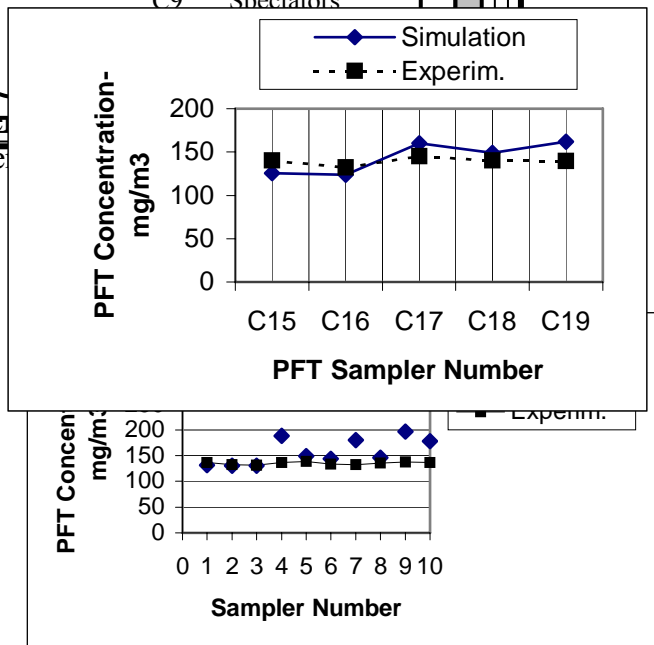 C9 Spectators
Simulation
Experim.
PFT Concentration-
mg/m3
200
150
100
50
0
C15 C16 C17 C18 C19
PFT Sampler Number
Experim.
mg/m3
200
150
100
50
0
0 1 2 3 4 5 6 7 8 9 10
Sampler Number